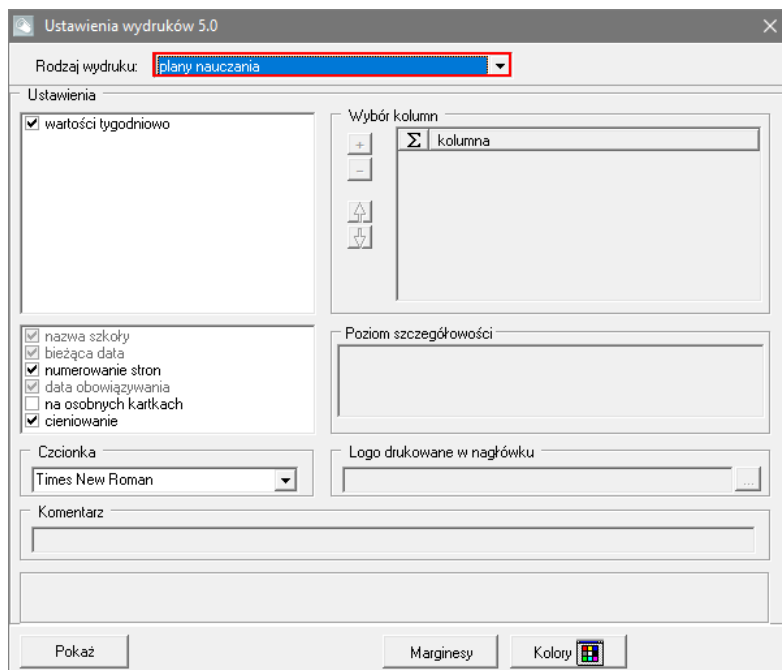 Ustawienia wydruków 5.0
Rodzaj wydruku: plany nauczania
Ustawienia
wartości tygodniowo
Wybór kolumn
+
Σ kolumna
-
nazwa szkoły
bieżąca data
numerowanie stron
data obowiązywania
na osobnych kartkach
cieniowanie
Poziom szczegółowości
Czcionka
Times New Roman
Logo drukowane w nagłówku
...
Komentarz
Pokaż
Marginesy
Kolory